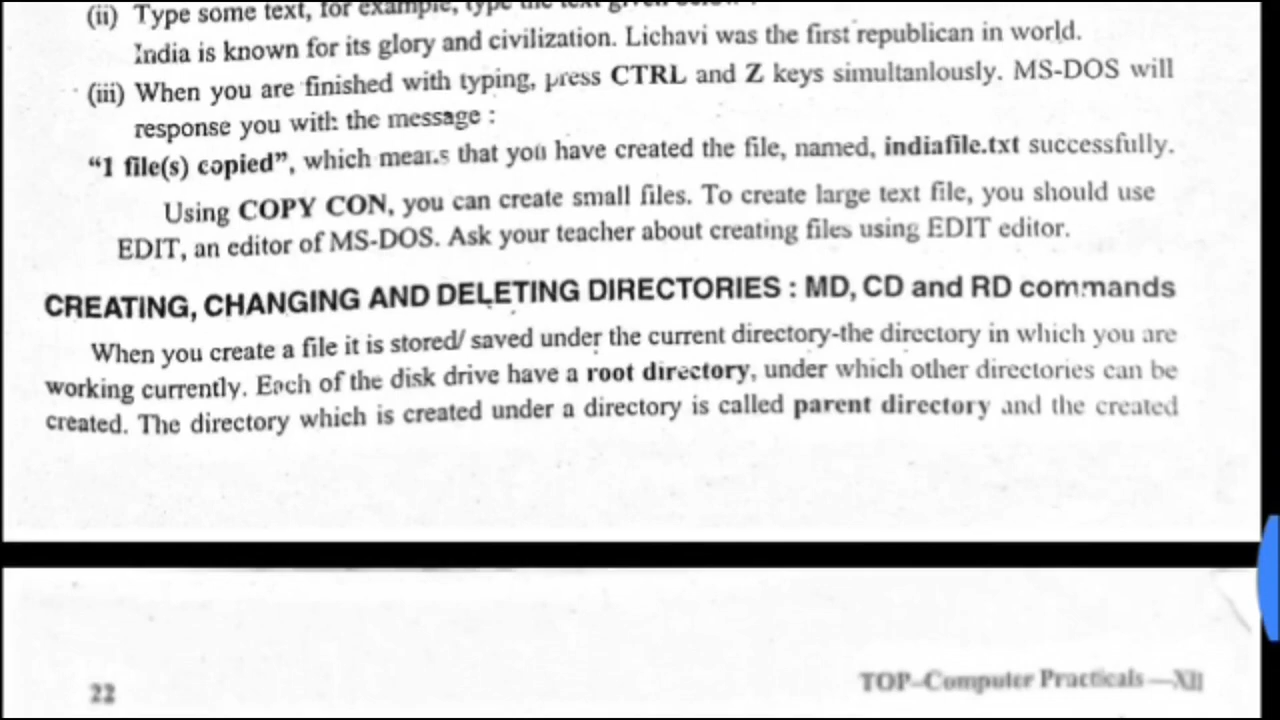 (ii) Type some text, for example, type the text given below :
India is known for its glory and civilization. Lichavi was the first republican in world.
(iii) When you are finished with typing, press CTRL and Z keys simultanlously. MS-DOS will
response you with the message :
“1 file(s) copied”, which means that you have created the file, named, indiafile.txt successfully.
Using COPY CON, you can create small files. To create large text file, you should use
EDIT, an editor of MS-DOS. Ask your teacher about creating files using EDIT editor.
CREATING, CHANGING AND DELETING DIRECTORIES : MD, CD and RD commands
When you create a file it is stored/ saved under the current directory-the directory in which you are
working currently. Each of the disk drive have a root directory, under which other directories can be
created. The directory which is created under a directory is called parent directory and the created
22
TOP–Computer Practicals —XII